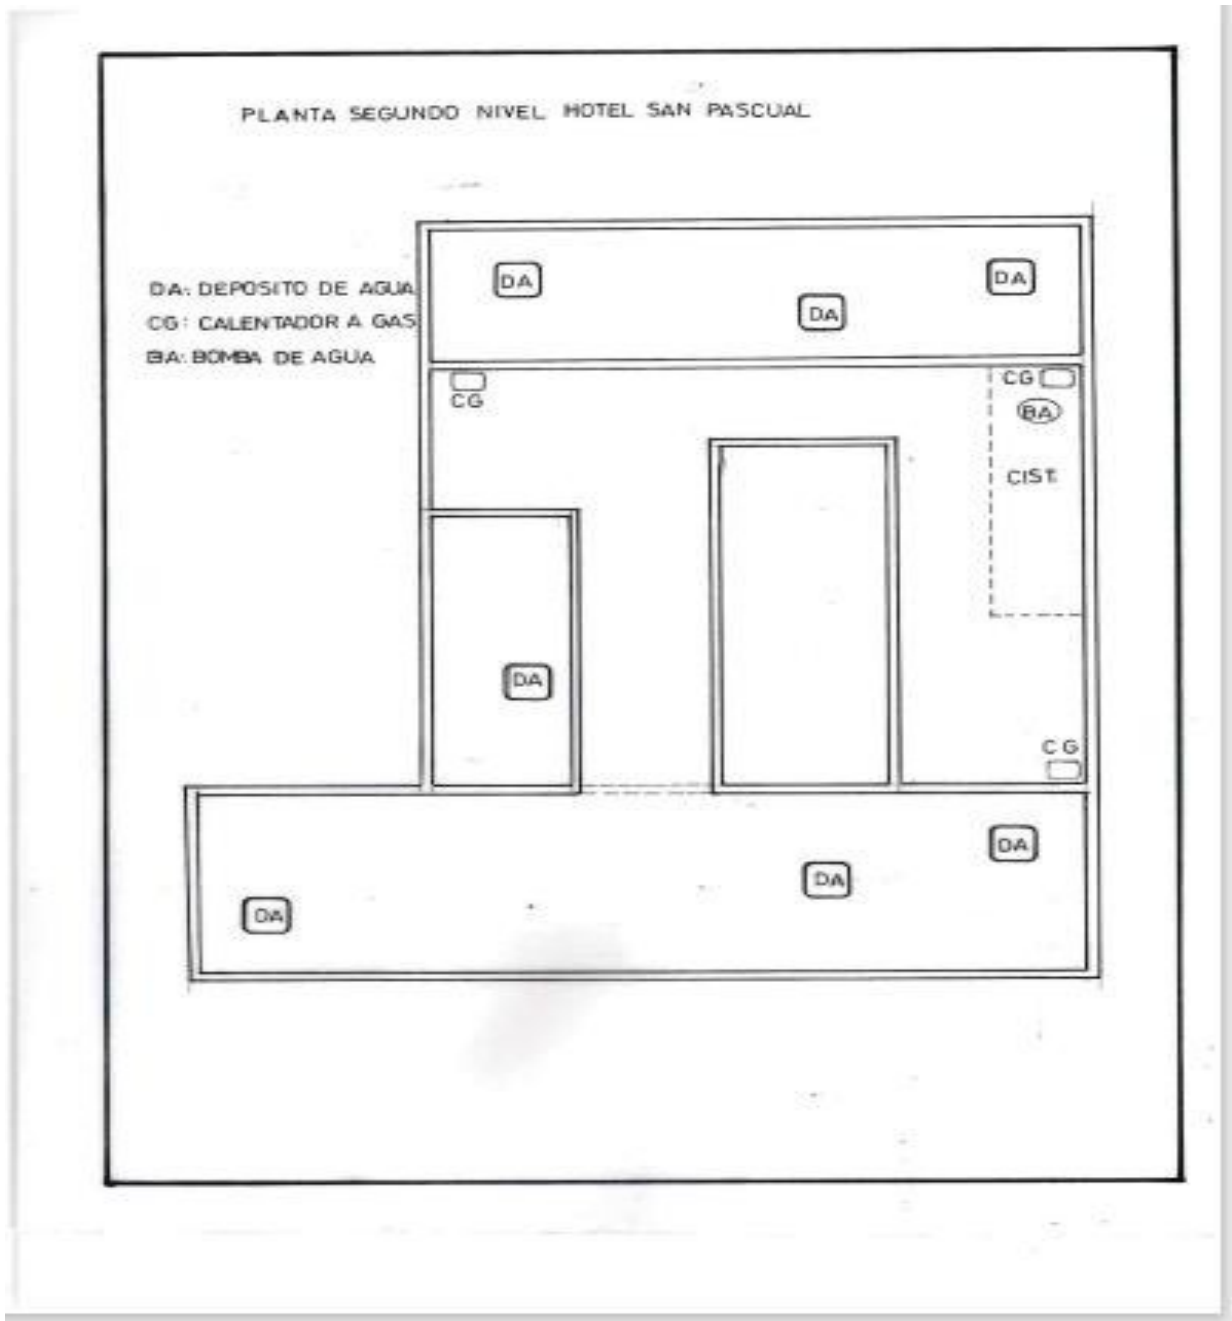 PLANTA SEGUNDO NIVEL HOTEL SAN PASCUAL
DA: DEPOSITO DE AGUA
CG: CALENTADOR A GAS
BA: BOMBA DE AGUA
DA
DA
DA
CG
CG
BA
CIST.
DA
CG
DA
DA
DA